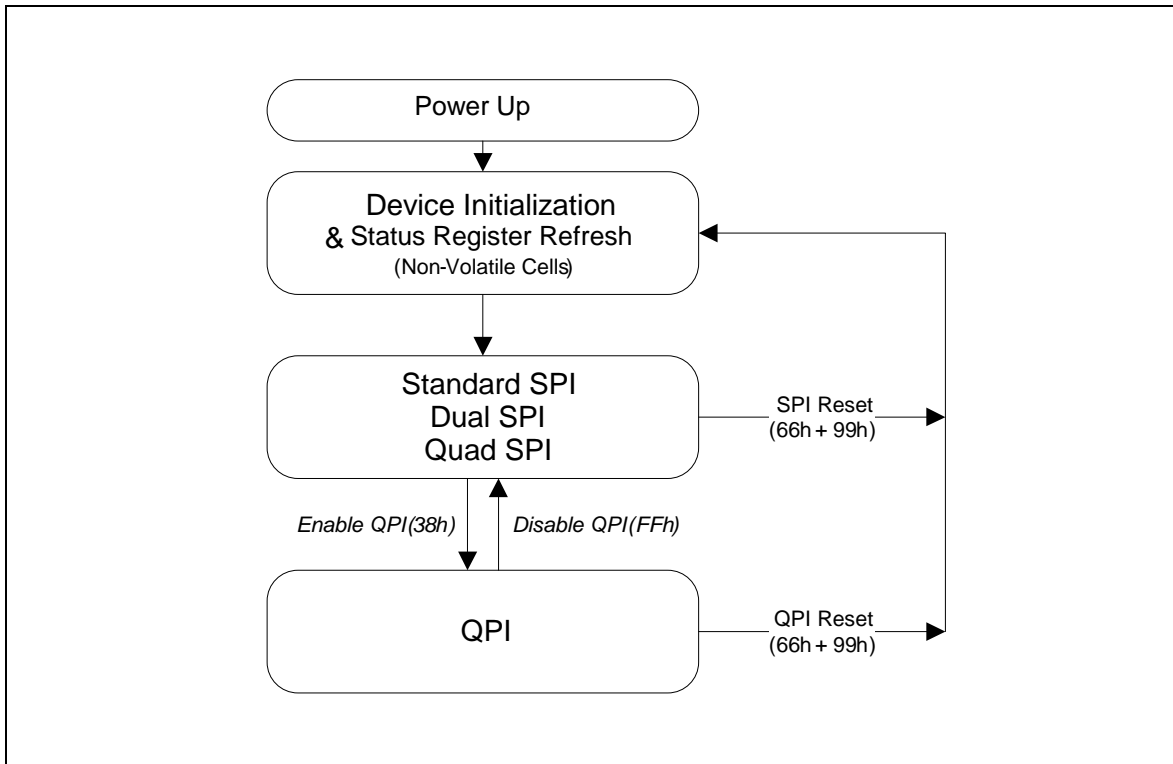 Power Up
Device Initialization
& Status Register Refresh
(Non-Volatile Cells)
Standard SPI
Dual SPI
Quad SPI
SPI Reset
(66h + 99h)
Enable QPI(38h)
Disable QPI(FFh)
QPI
QPI Reset
(66h + 99h)